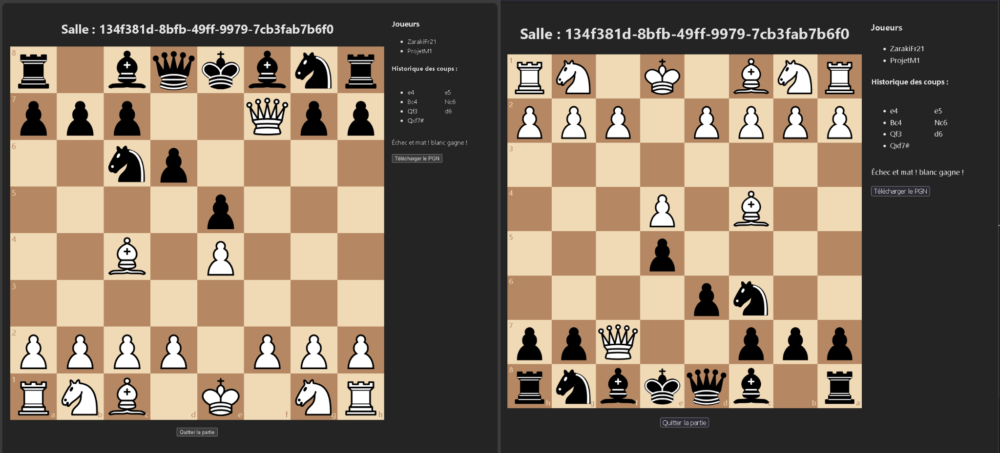 Salle : 134f381d-8bfb-49ff-9979-7cb3fab7b6f0
8
7
6
5
4
3
2
1
a b c d e f g h
Quitter la partie
Joueurs
ZarakiFr21
ProjetM1
Historique des coups :
e4 e5
Bc4 Nc6
Qf3 d6
Qxf7#
Échec et mat ! blanc gagne !
Télécharger le PGN
Salle : 134f381d-8bfb-49ff-9979-7cb3fab7b6f0
1
2
3
4
5
6
7
8
h g f e d c b a
Quitter la partie
Joueurs
ZarakiFr21
ProjetM1
Historique des coups :
e4 e5
Bc4 Nc6
Qf3 d6
Qxf7#
Échec et mat ! blanc gagne !
Télécharger le PGN